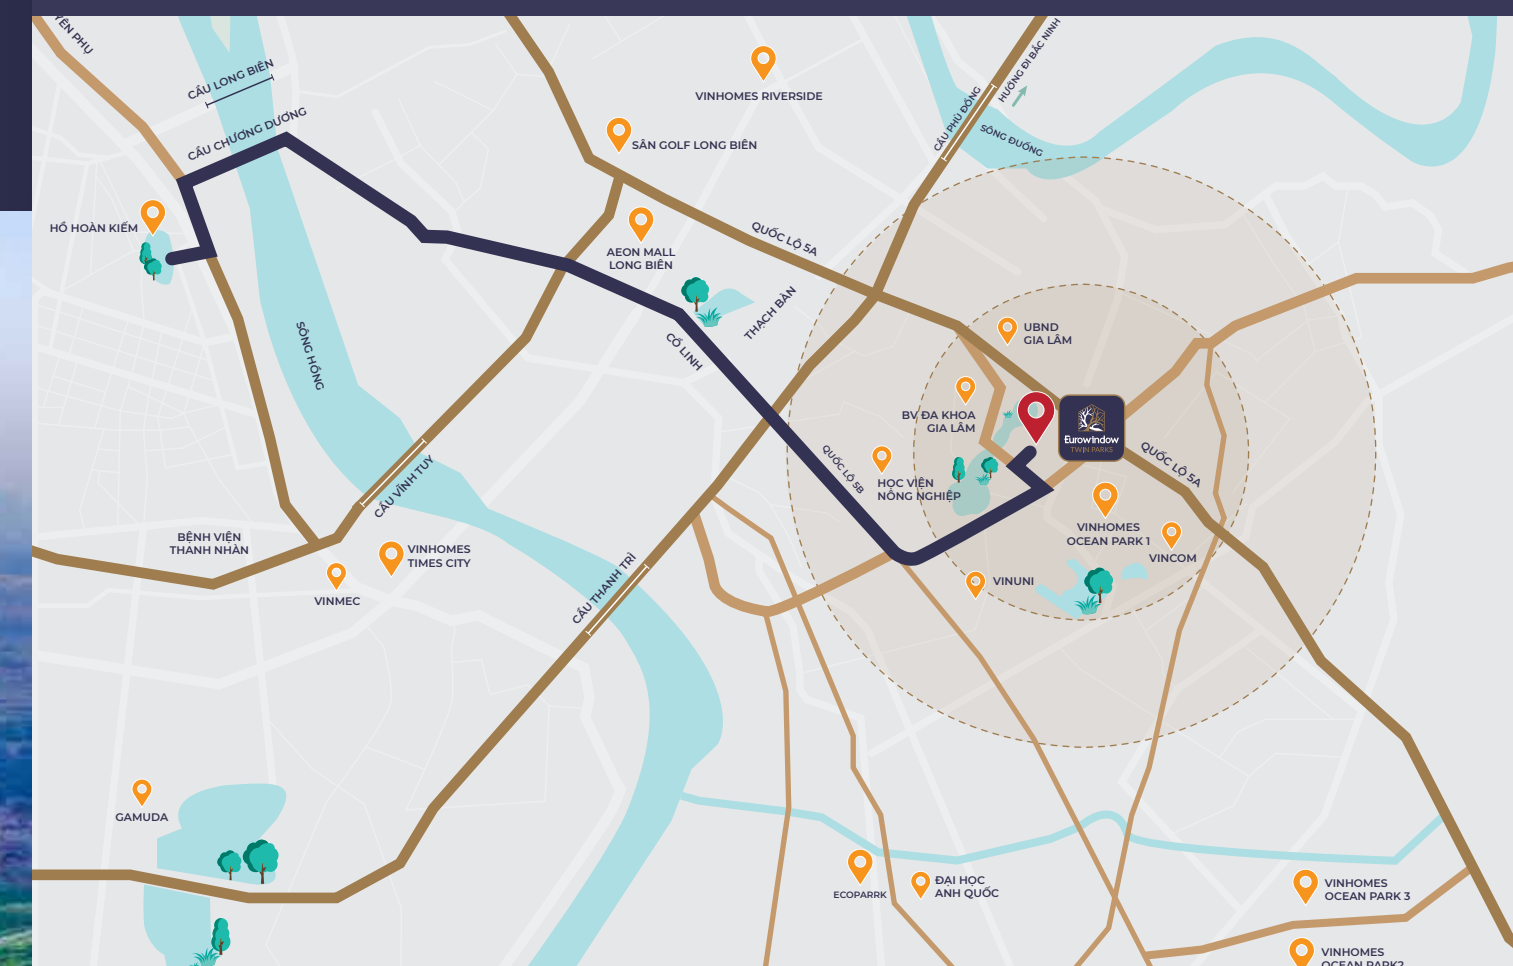 YÊN PHỤ
CẦU LONG BIÊN
CẦU CHƯƠNG DƯƠNG
HỒ HOÀN KIẾM
VINHOMES RIVERSIDE
SÂN GOLF LONG BIÊN
HƯỚNG ĐI BẮC NINH
CẦU PHÙ ĐỔNG
SÔNG ĐUỐNG
QUỐC LỘ 5A
AEON MALL
LONG BIÊN
THẠCH BÀN
CỔ LINH
SÔNG HỒNG
UBND
GIA LÂM
BV ĐA KHOA
GIA LÂM
Eurowindow
TWIN PARKS
QUỐC LỘ 5A
QUỐC LỘ 5B
HỌC VIỆN
NÔNG NGHIỆP
CẦU VĨNH TUY
VINHOMES
OCEAN PARK 1
VINCOM
BỆNH VIỆN
THANH NHÀN
VINHOMES
TIMES CITY
VINMEC
CẦU THANH TRÌ
VINUNI
GAMUDA
ECOPARRK
ĐẠI HỌC
ANH QUỐC
VINHOMES
OCEAN PARK 3
VINHOMES
OCEAN PARK2